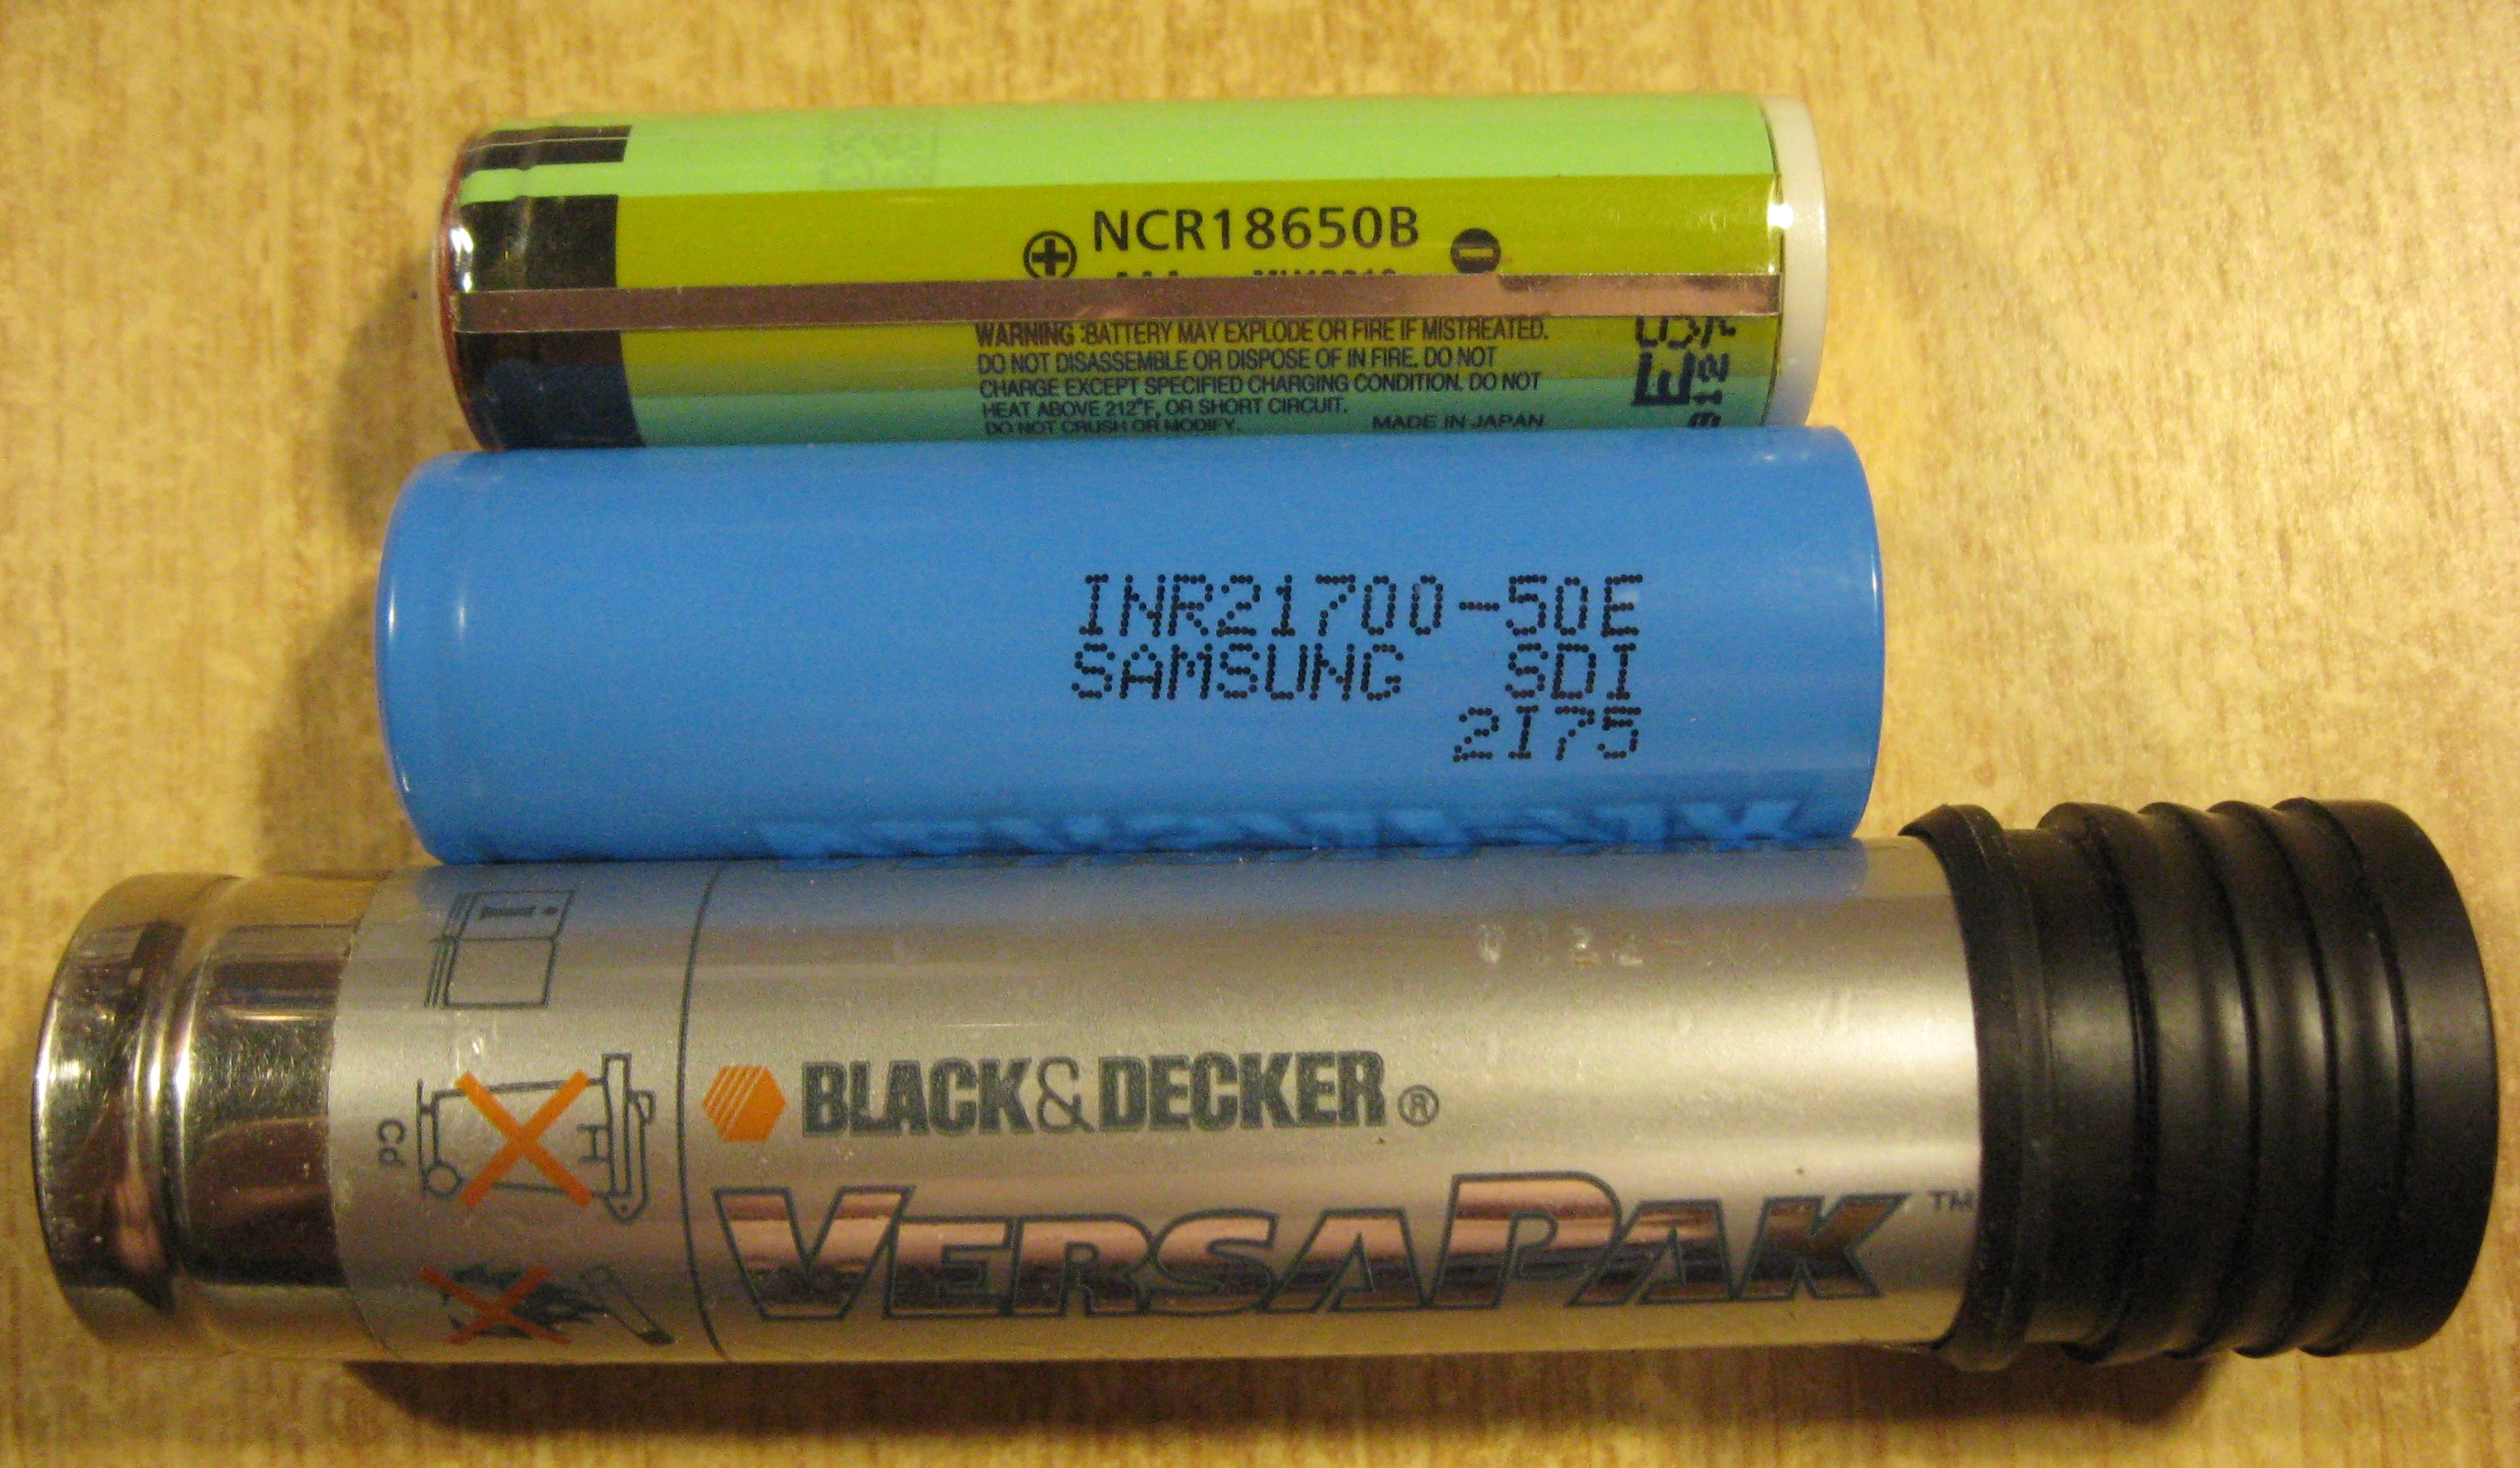 NCR18650B
WARNING :BATTERY MAY EXPLODE OR FIRE IF MISTREATED.
DO NOT DISASSEMBLE OR DISPOSE OF IN FIRE. DO NOT
CHARGE EXCEPT SPECIFIED CHARGING CONDITION. DO NOT
HEAT ABOVE 212°F, OR SHORT CIRCUIT.
DO NOT CRUSH OR MODIFY. MADE IN JAPAN
INR21700-50E
SAMSUNG SDI
2I75
Cd
BLACK&DECKER®
VERSAPAK™